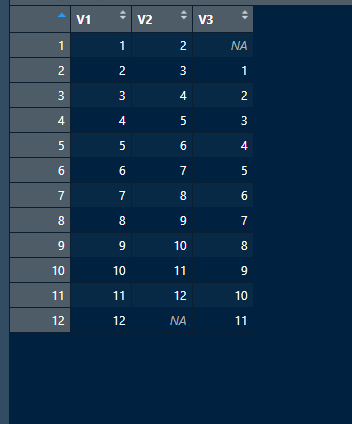 V1 V2 V3
1 1 2 NA
2 2 3 1
3 3 4 2
4 4 5 3
5 5 6 4
6 6 7 5
7 7 8 6
8 8 9 7
9 9 10 8
10 10 11 9
11 11 12 10
12 12 NA 11